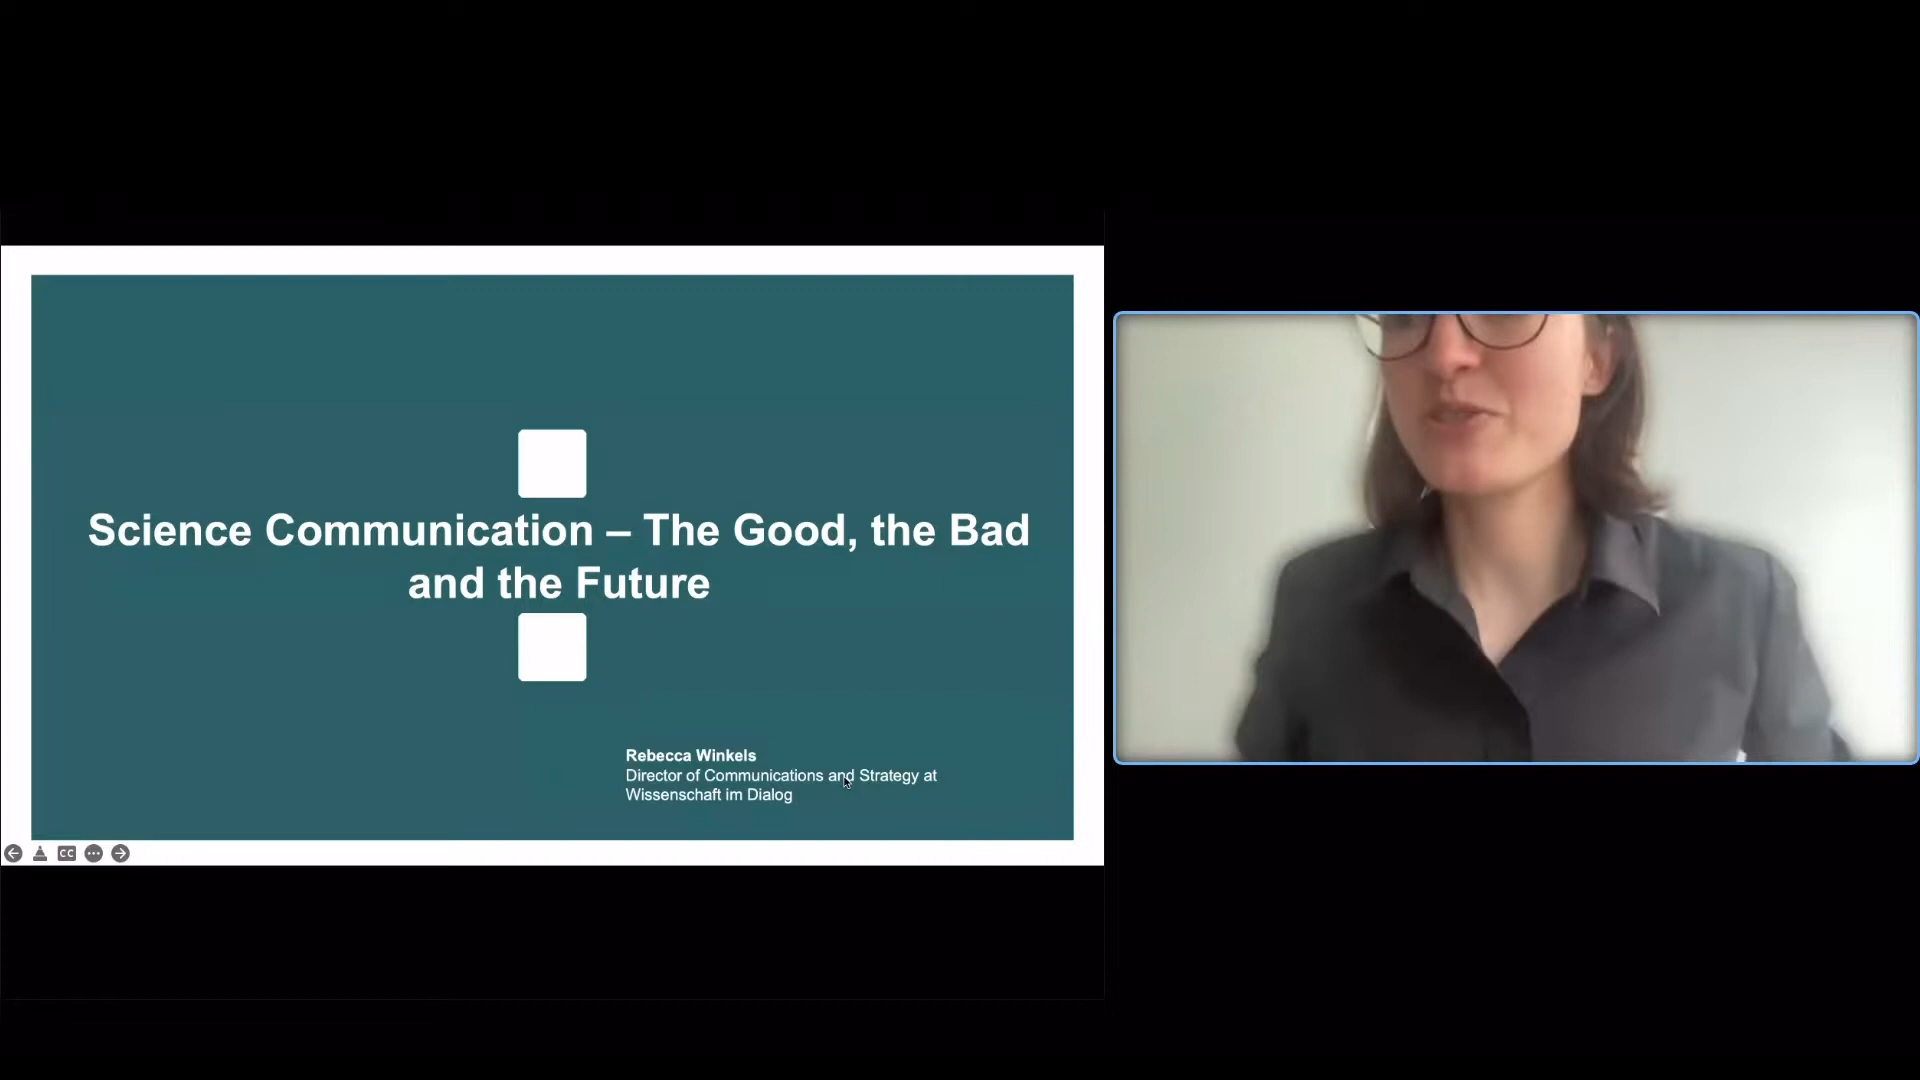 Science Communication – The Good, the Bad
and the Future
Rebecca Winkels
Director of Communications and Strategy at
Wissenschaft im Dialog
CC